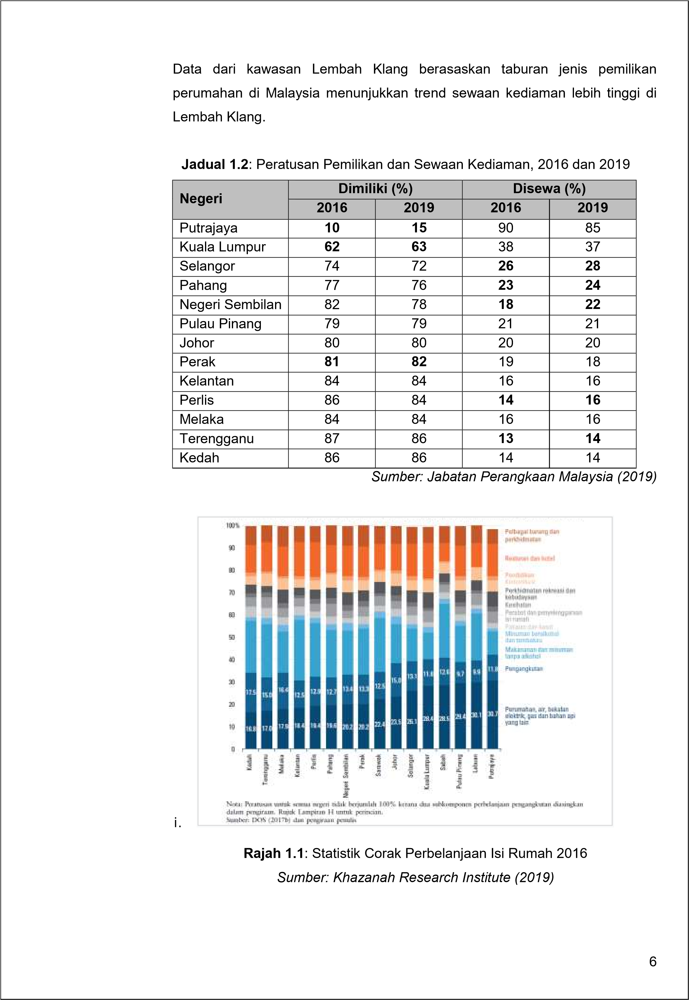 Data dari kawasan Lembah Klang berasaskan taburan jenis pemilikan
perumahan di Malaysia menunjukkan trend sewaan kediaman lebih tinggi di
Lembah Klang.
Jadual 1.2: Peratusan Pemilikan dan Sewaan Kediaman, 2016 dan 2019
Negeri Dimiliki (%) Disewa (%)
2016 2019 2016 2019
Putrajaya 10 15 90 85
Kuala Lumpur 62 63 38 37
Selangor 74 72 26 28
Pahang 77 76 23 24
Negeri Sembilan 82 78 18 22
Pulau Pinang 79 79 21 21
Johor 80 80 20 20
Perak 81 82 19 18
Kelantan 84 84 16 16
Perlis 86 84 14 16
Melaka 84 84 16 16
Terengganu 87 86 13 14
Kedah 86 86 14 14
Sumber: Jabatan Perangkaan Malaysia (2019)
100%
90
80
70
60
50
40
30
20
10
0
Pelbagai barang dan
perkhidmatan
Restoran dan hotel
Pendidikan
Komunikasi
Perkhidmatan rekreasi dan
kebudayaan
Kesihatan
Perabot dan penyelenggaraan
isi rumah
Pakaian dan kasut
Minuman beralkohol
dan tembakau
Makananan dan minuman
tanpa alkohol
Pengangkutan
Perumahan, air, bekalan
elektrik, gas dan bahan api
yang lain
17.5 15.0 16.4 12.5 12.9 12.7 13.4 13.3 12.5 15.0 13.1 11.8 12.6 9.7 9.9 11.8
16.8 17.0 17.9 18.4 19.4 19.6 20.2 20.2 22.4 23.5 26.1 28.4 28.5 29.4 30.1 30.7
Kedah Terengganu Melaka Kelantan Perlis Pahang Negeri Sembilan Perak Sarawak Johor Selangor Kuala Lumpur Sabah Pulau Pinang Labuan Putrajaya
Nota: Peratusan untuk semua negeri tidak berjumlah 100% kerana dua subkomponen perbelanjaan pengangkutan diasingkan
dalam pengiraan. Rujuk Lampiran H untuk perincian.
Sumber: DOS (2017b) dan pengiraan penulis
i.
Rajah 1.1: Statistik Corak Perbelanjaan Isi Rumah 2016
Sumber: Khazanah Research Institute (2019)
6